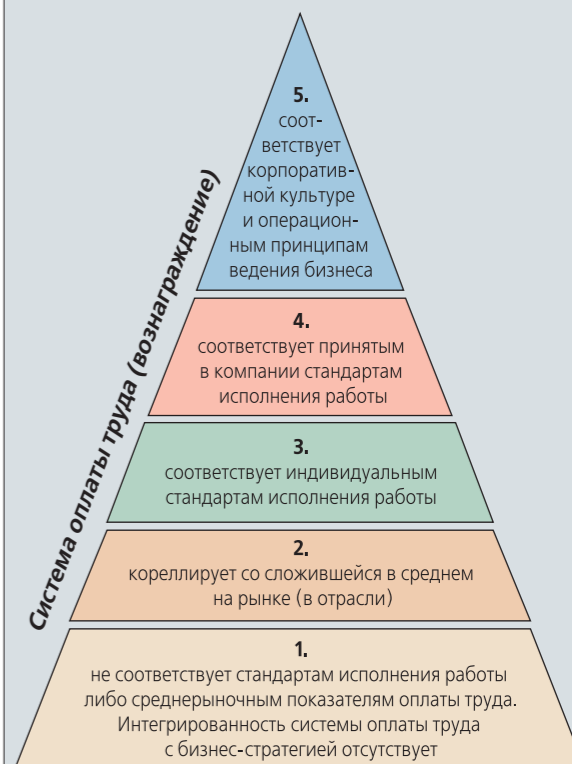 Система оплаты труда (вознаграждение)
5.
соот-
ветствует
корпоратив-
ной культуре
и операцион-
ным принципам
ведения бизнеса
4.
соответствует принятым
в компании стандартам
исполнения работы
3.
соответствует индивидуальным
стандартам исполнения работы
2.
кореллирует со сложившейся в среднем
на рынке (в отрасли)
1.
не соответствует стандартам исполнения работы
либо среднерыночным показателям оплаты труда.
Интегрированность системы оплаты труда
с бизнес-стратегией отсутствует